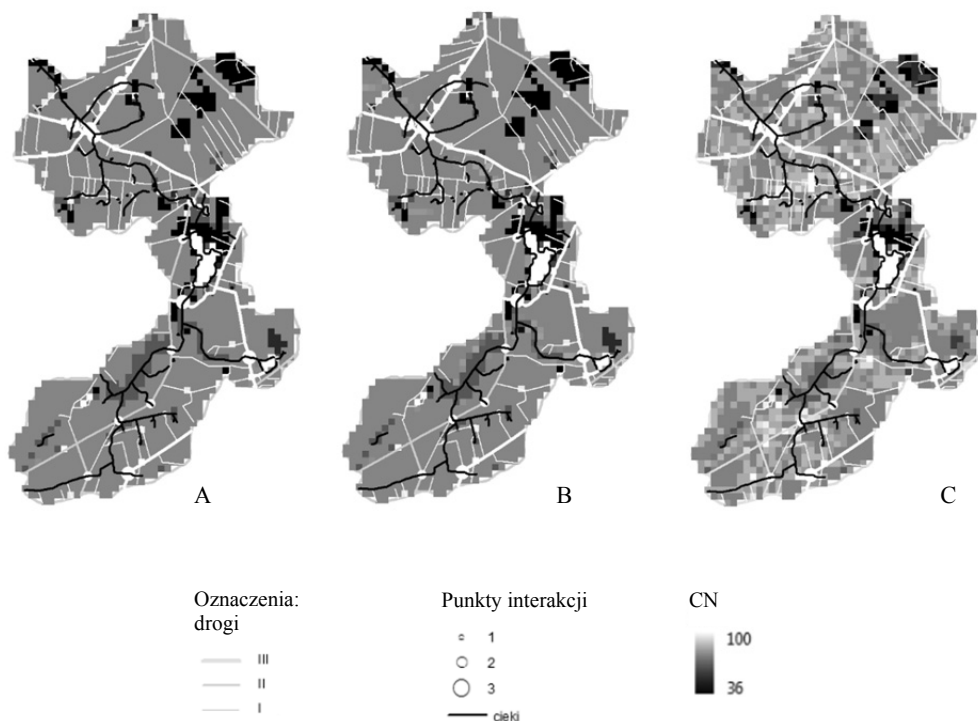 A
B
C
Oznaczenia:
drogi
III
II
I
Punkty interakcji
1
2
3
cieki
CN
100
36